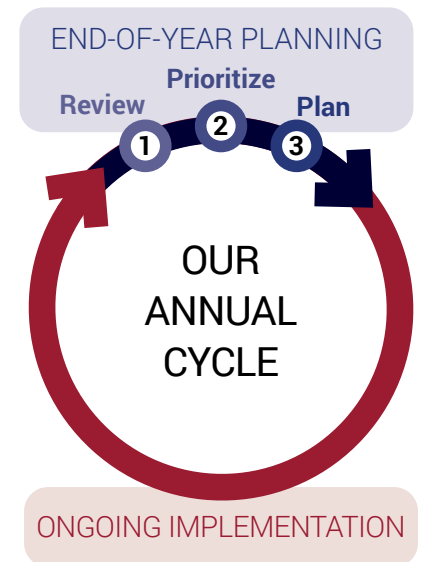 END-OF-YEAR PLANNING
Review
Prioritize
Plan
1
2
3
OUR
ANNUAL
CYCLE
ONGOING IMPLEMENTATION